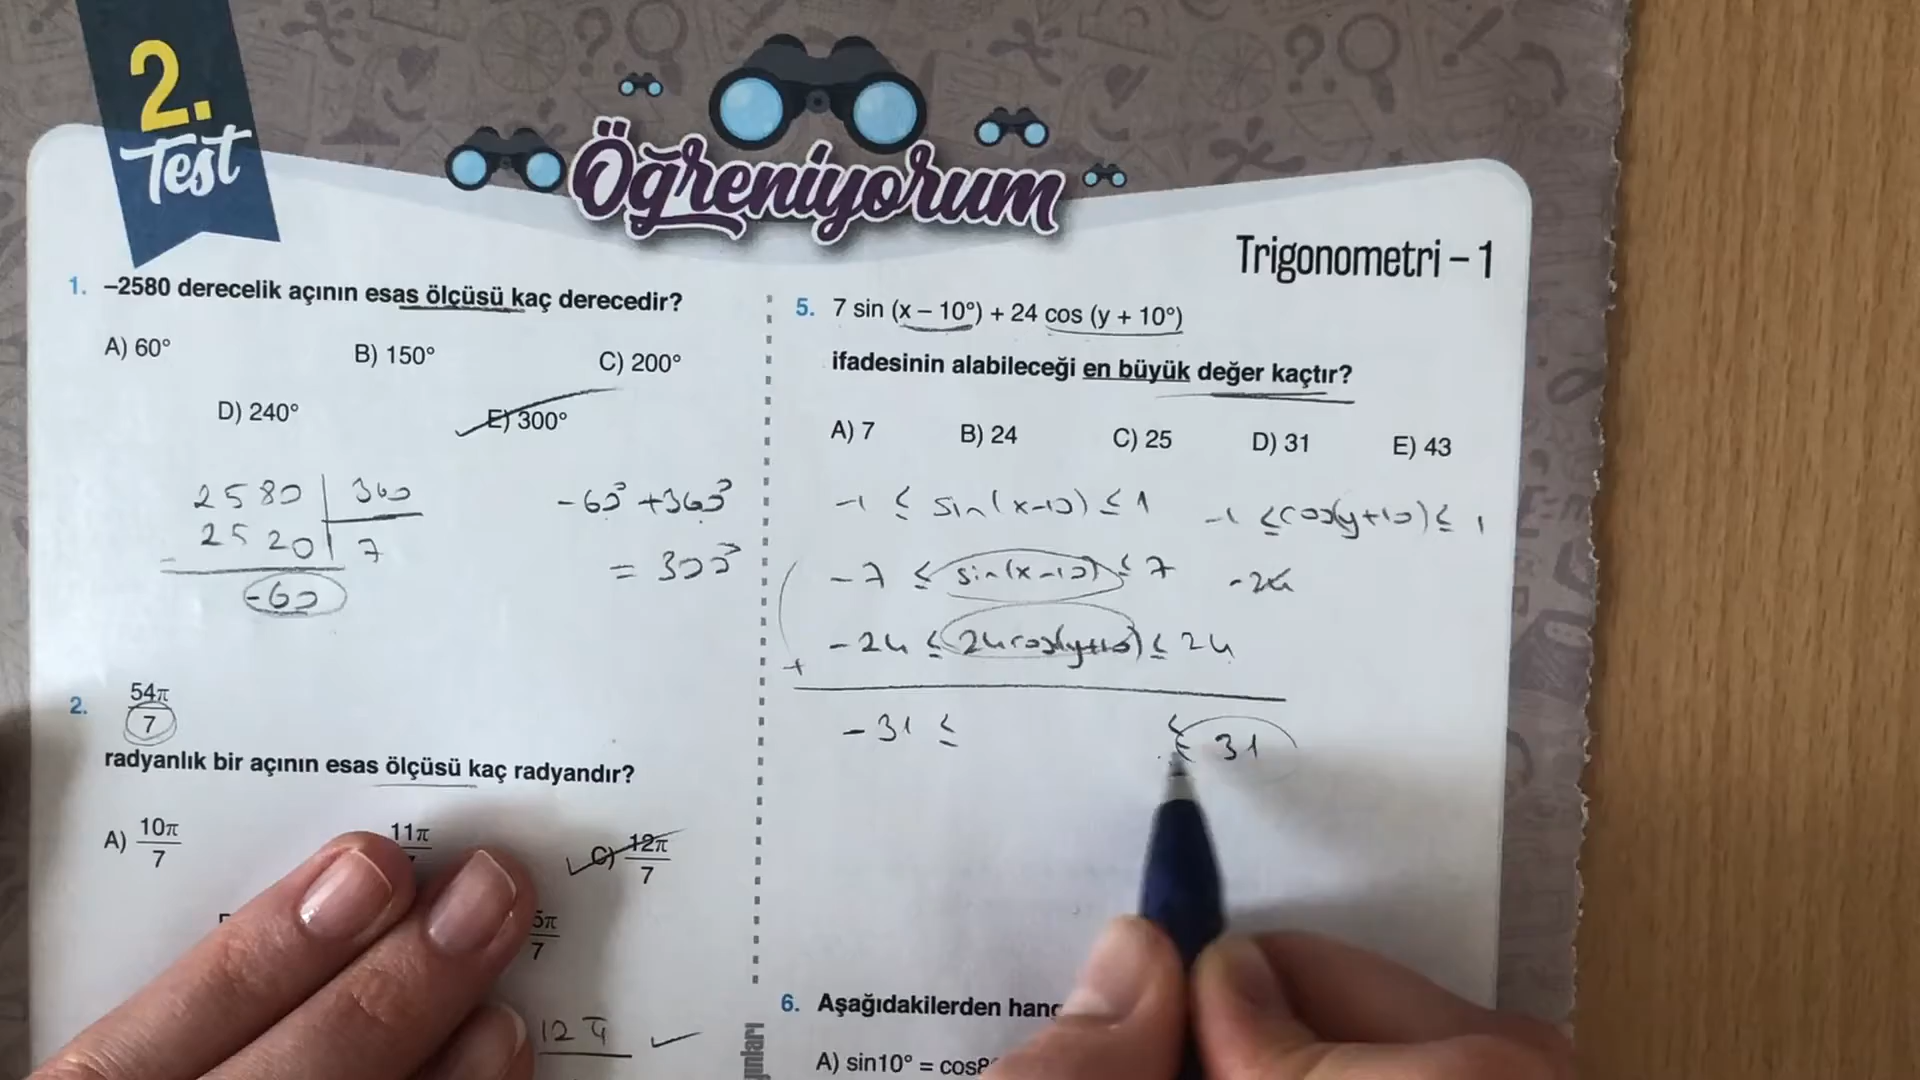 2.
Test
Öğreniyorum
Trigonometri – 1
1. –2580 derecelik açının esas ölçüsü kaç derecedir?
A) 60° B) 150° C) 200°
D) 240° E) 300°
2580 360
2520 7
-60
-60° +360°
= 300°
2. 54π
7
radyanlık bir açının esas ölçüsü kaç radyandır?
A) 10π/7 11π C) 12π/7
5π/7
12
5. 7 sin (x – 10°) + 24 cos (y + 10°)
ifadesinin alabileceği en büyük değer kaçtır?
A) 7 B) 24 C) 25 D) 31 E) 43
-1 ≤ sin(x-10) ≤ 1 -1 ≤ cos(y+10) ≤ 1
-7 ≤ sin(x-10) ≤ 7 -24
+ -24 ≤ 24cos(y+10) ≤ 24
-31 ≤ ≤ 31
6. Aşağıdakilerden
A) sin10° =